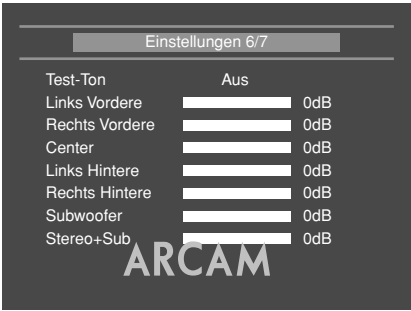 Einstellungen 6/7
Test-Ton Aus
Links Vordere 0dB
Rechts Vordere 0dB
Center 0dB
Links Hintere 0dB
Rechts Hintere 0dB
Subwoofer 0dB
Stereo+Sub 0dB
ARCAM